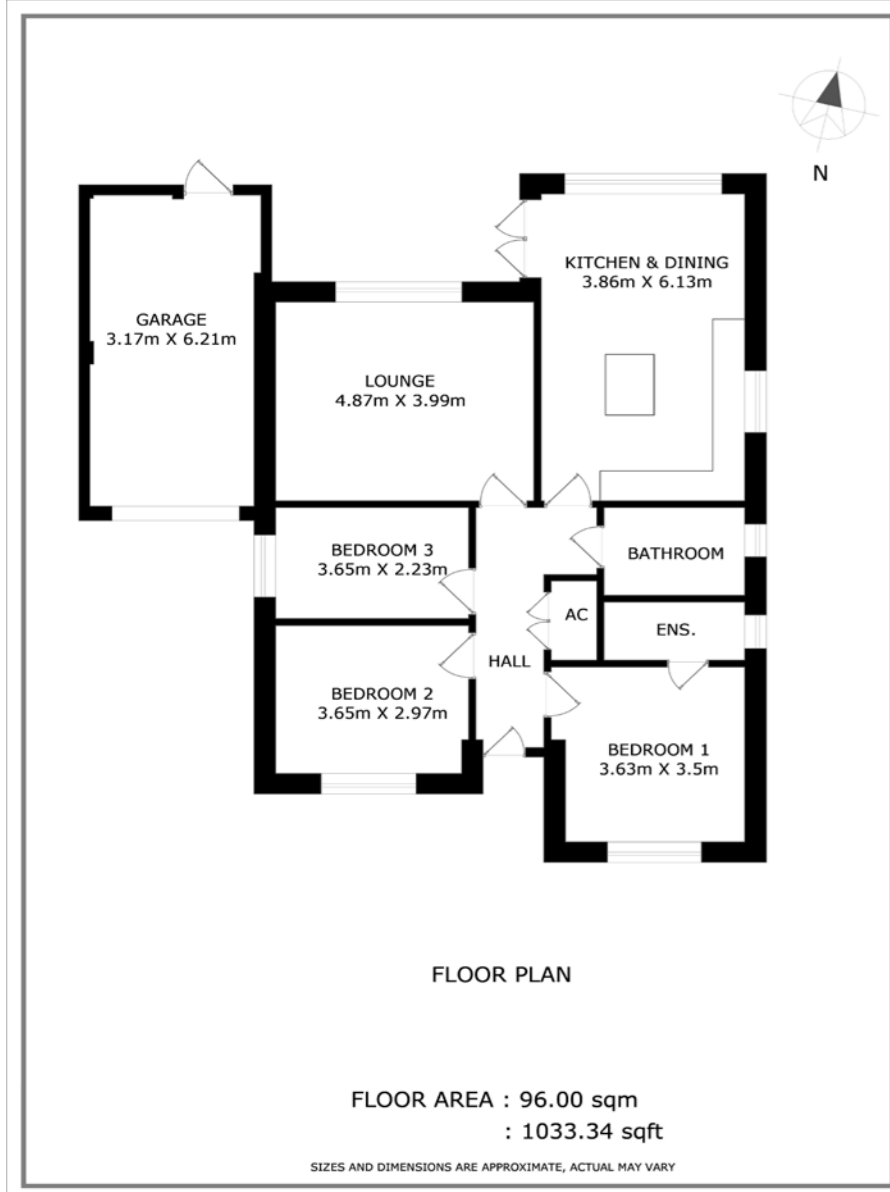 N
KITCHEN & DINING
3.86m X 6.13m
GARAGE
3.17m X 6.21m
LOUNGE
4.87m X 3.99m
BEDROOM 3
3.65m X 2.23m
BATHROOM
AC
ENS.
HALL
BEDROOM 2
3.65m X 2.97m
BEDROOM 1
3.63m X 3.5m
FLOOR PLAN
FLOOR AREA : 96.00 sqm
: 1033.34 sqft
SIZES AND DIMENSIONS ARE APPROXIMATE, ACTUAL MAY VARY